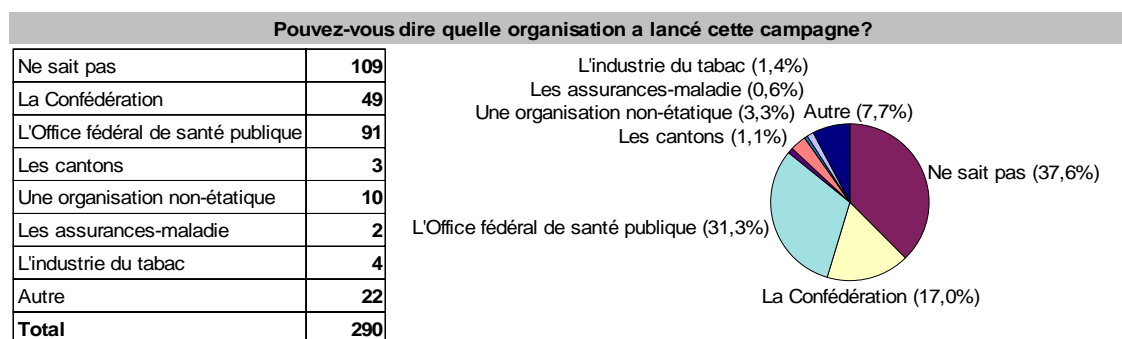 Pouvez-vous dire quelle organisation a lancé cette campagne?
Ne sait pas 109
La Confédération 49
L'Office fédéral de santé publique 91
Les cantons 3
Une organisation non-étatique 10
Les assurances-maladie 2
L'industrie du tabac 4
Autre 22
Total 290
L'industrie du tabac (1,4%)
Les assurances-maladie (0,6%)
Une organisation non-étatique (3,3%) Autre (7,7%)
Les cantons (1,1%)
Ne sait pas (37,6%)
L'Office fédéral de santé publique (31,3%)
La Confédération (17,0%)